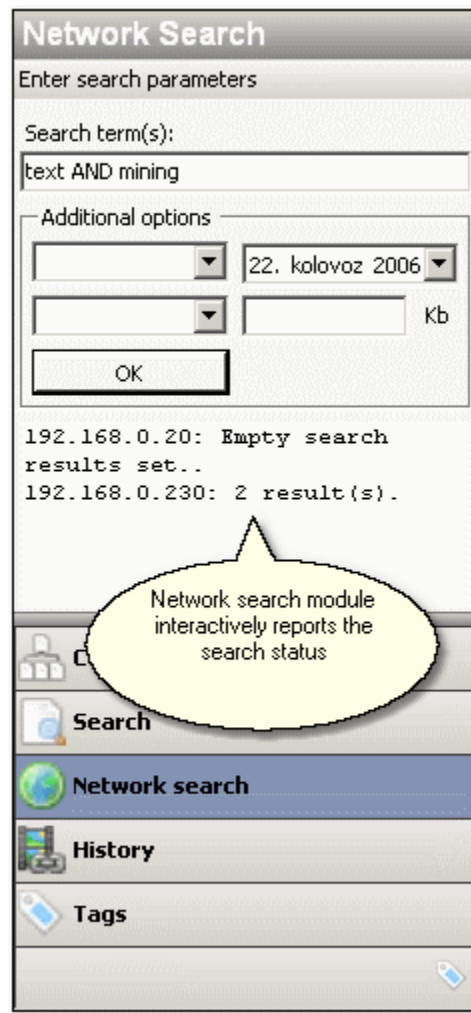 Network Search
Enter search parameters
Search term(s):
text AND mining
Additional options
22. kolovoz 2006
Kb
OK
192.168.0.20: Empty search
results set..
192.168.0.230: 2 result(s).
Network search module
interactively reports the
search status
Search
Network search
History
Tags